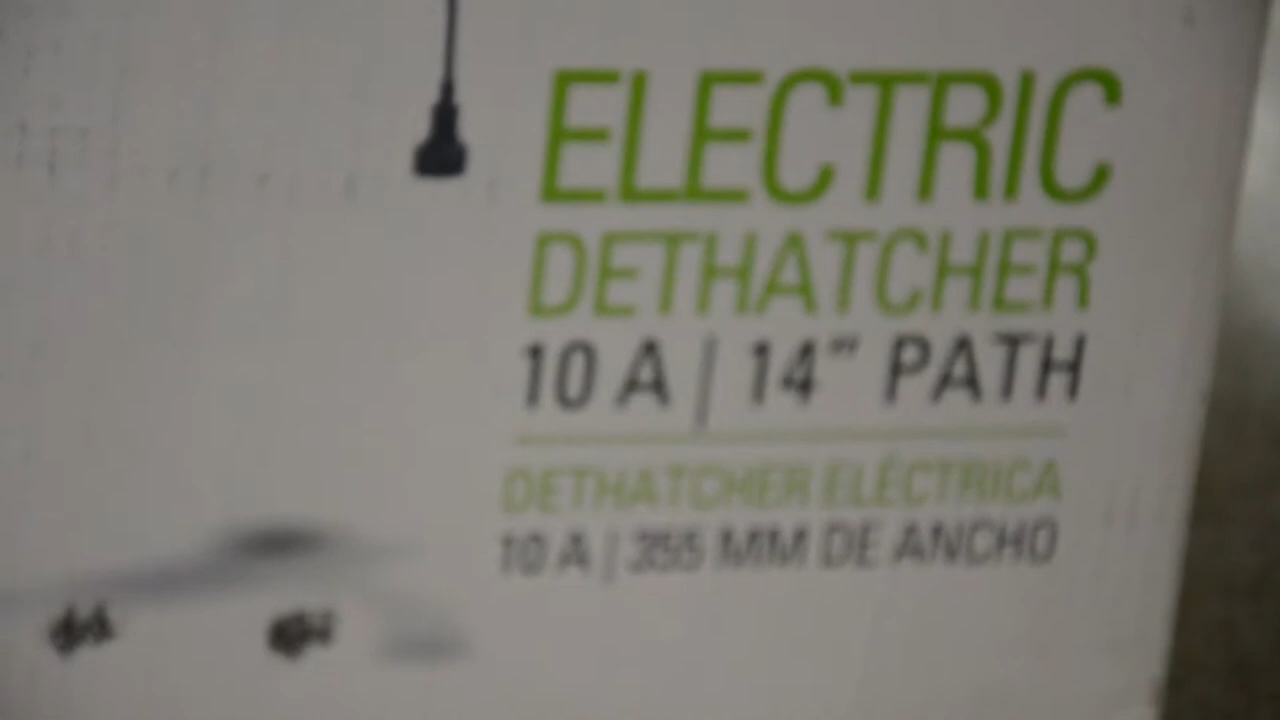 ELECTRIC
DETHATCHER
10 A | 14” PATH
DETHATCHER ELÉCTRICA
10 A | 355 MM DE ANCHO